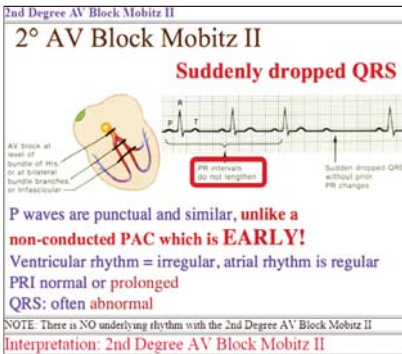 2nd Degree AV Block Mobitz II
2° AV Block Mobitz II
Suddenly dropped QRS
R
P
T
AV block at
level of
bundle of His,
or at bilateral
bundle branches,
or trifascicular
PR intervals
do not lengthen
Sudden dropped QRS
without prior
PR changes
P waves are punctual and similar, unlike a
non-conducted PAC which is EARLY!
Ventricular rhythm = irregular, atrial rhythm is regular
PRI normal or prolonged
QRS: often abnormal
NOTE: There is NO underlying rhythm with the 2nd Degree AV Block Mobitz II
Interpretation: 2nd Degree AV Block Mobitz II